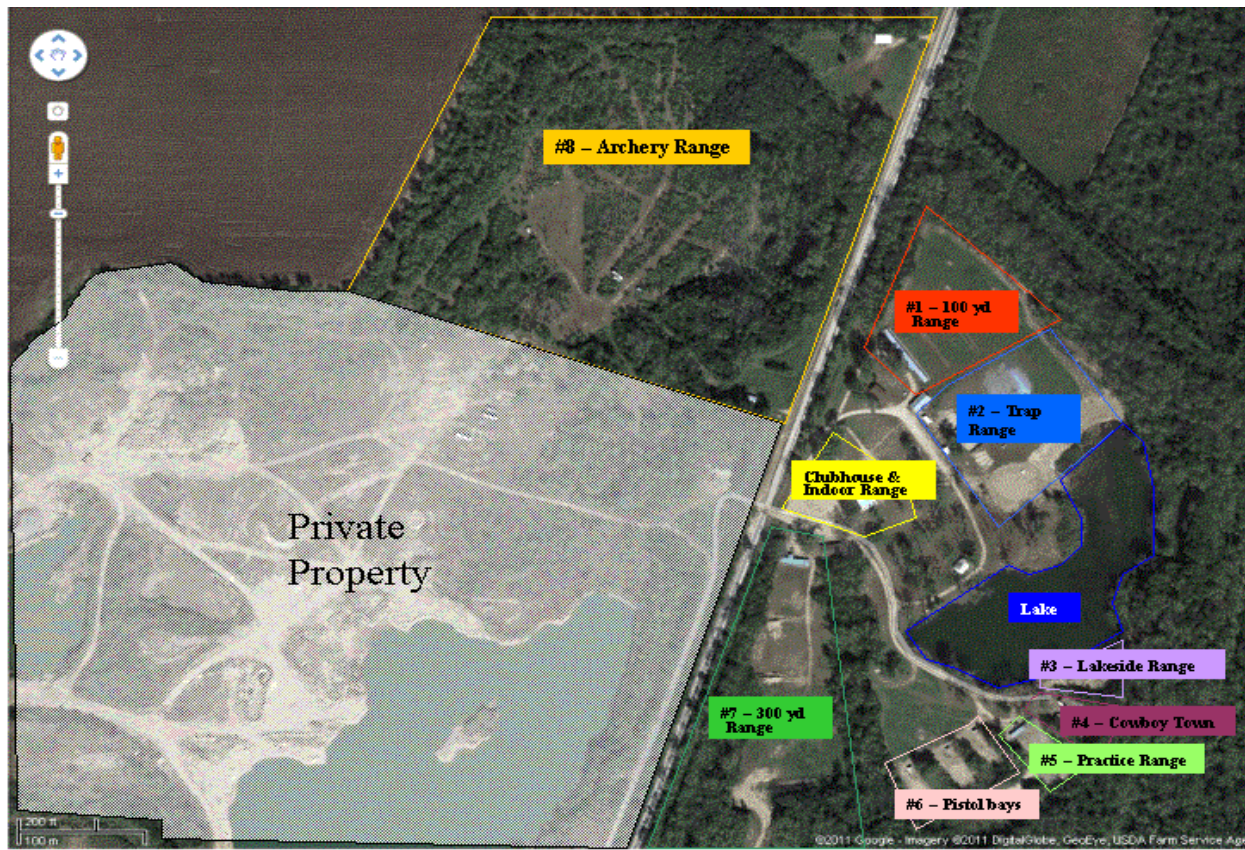 #8 – Archery Range
#1 – 100 yd
Range
#2 – Trap
Range
Clubhouse &
Indoor Range
Private
Property
Lake
#3 – Lakeside Range
#7 – 300 yd
Range
#4 – Cowboy Town
#5 – Practice Range
#6 – Pistol bays
200 ft
100 m
©2011 Google - Imagery ©2011 DigitalGlobe, GeoEye, USDA Farm Service Age